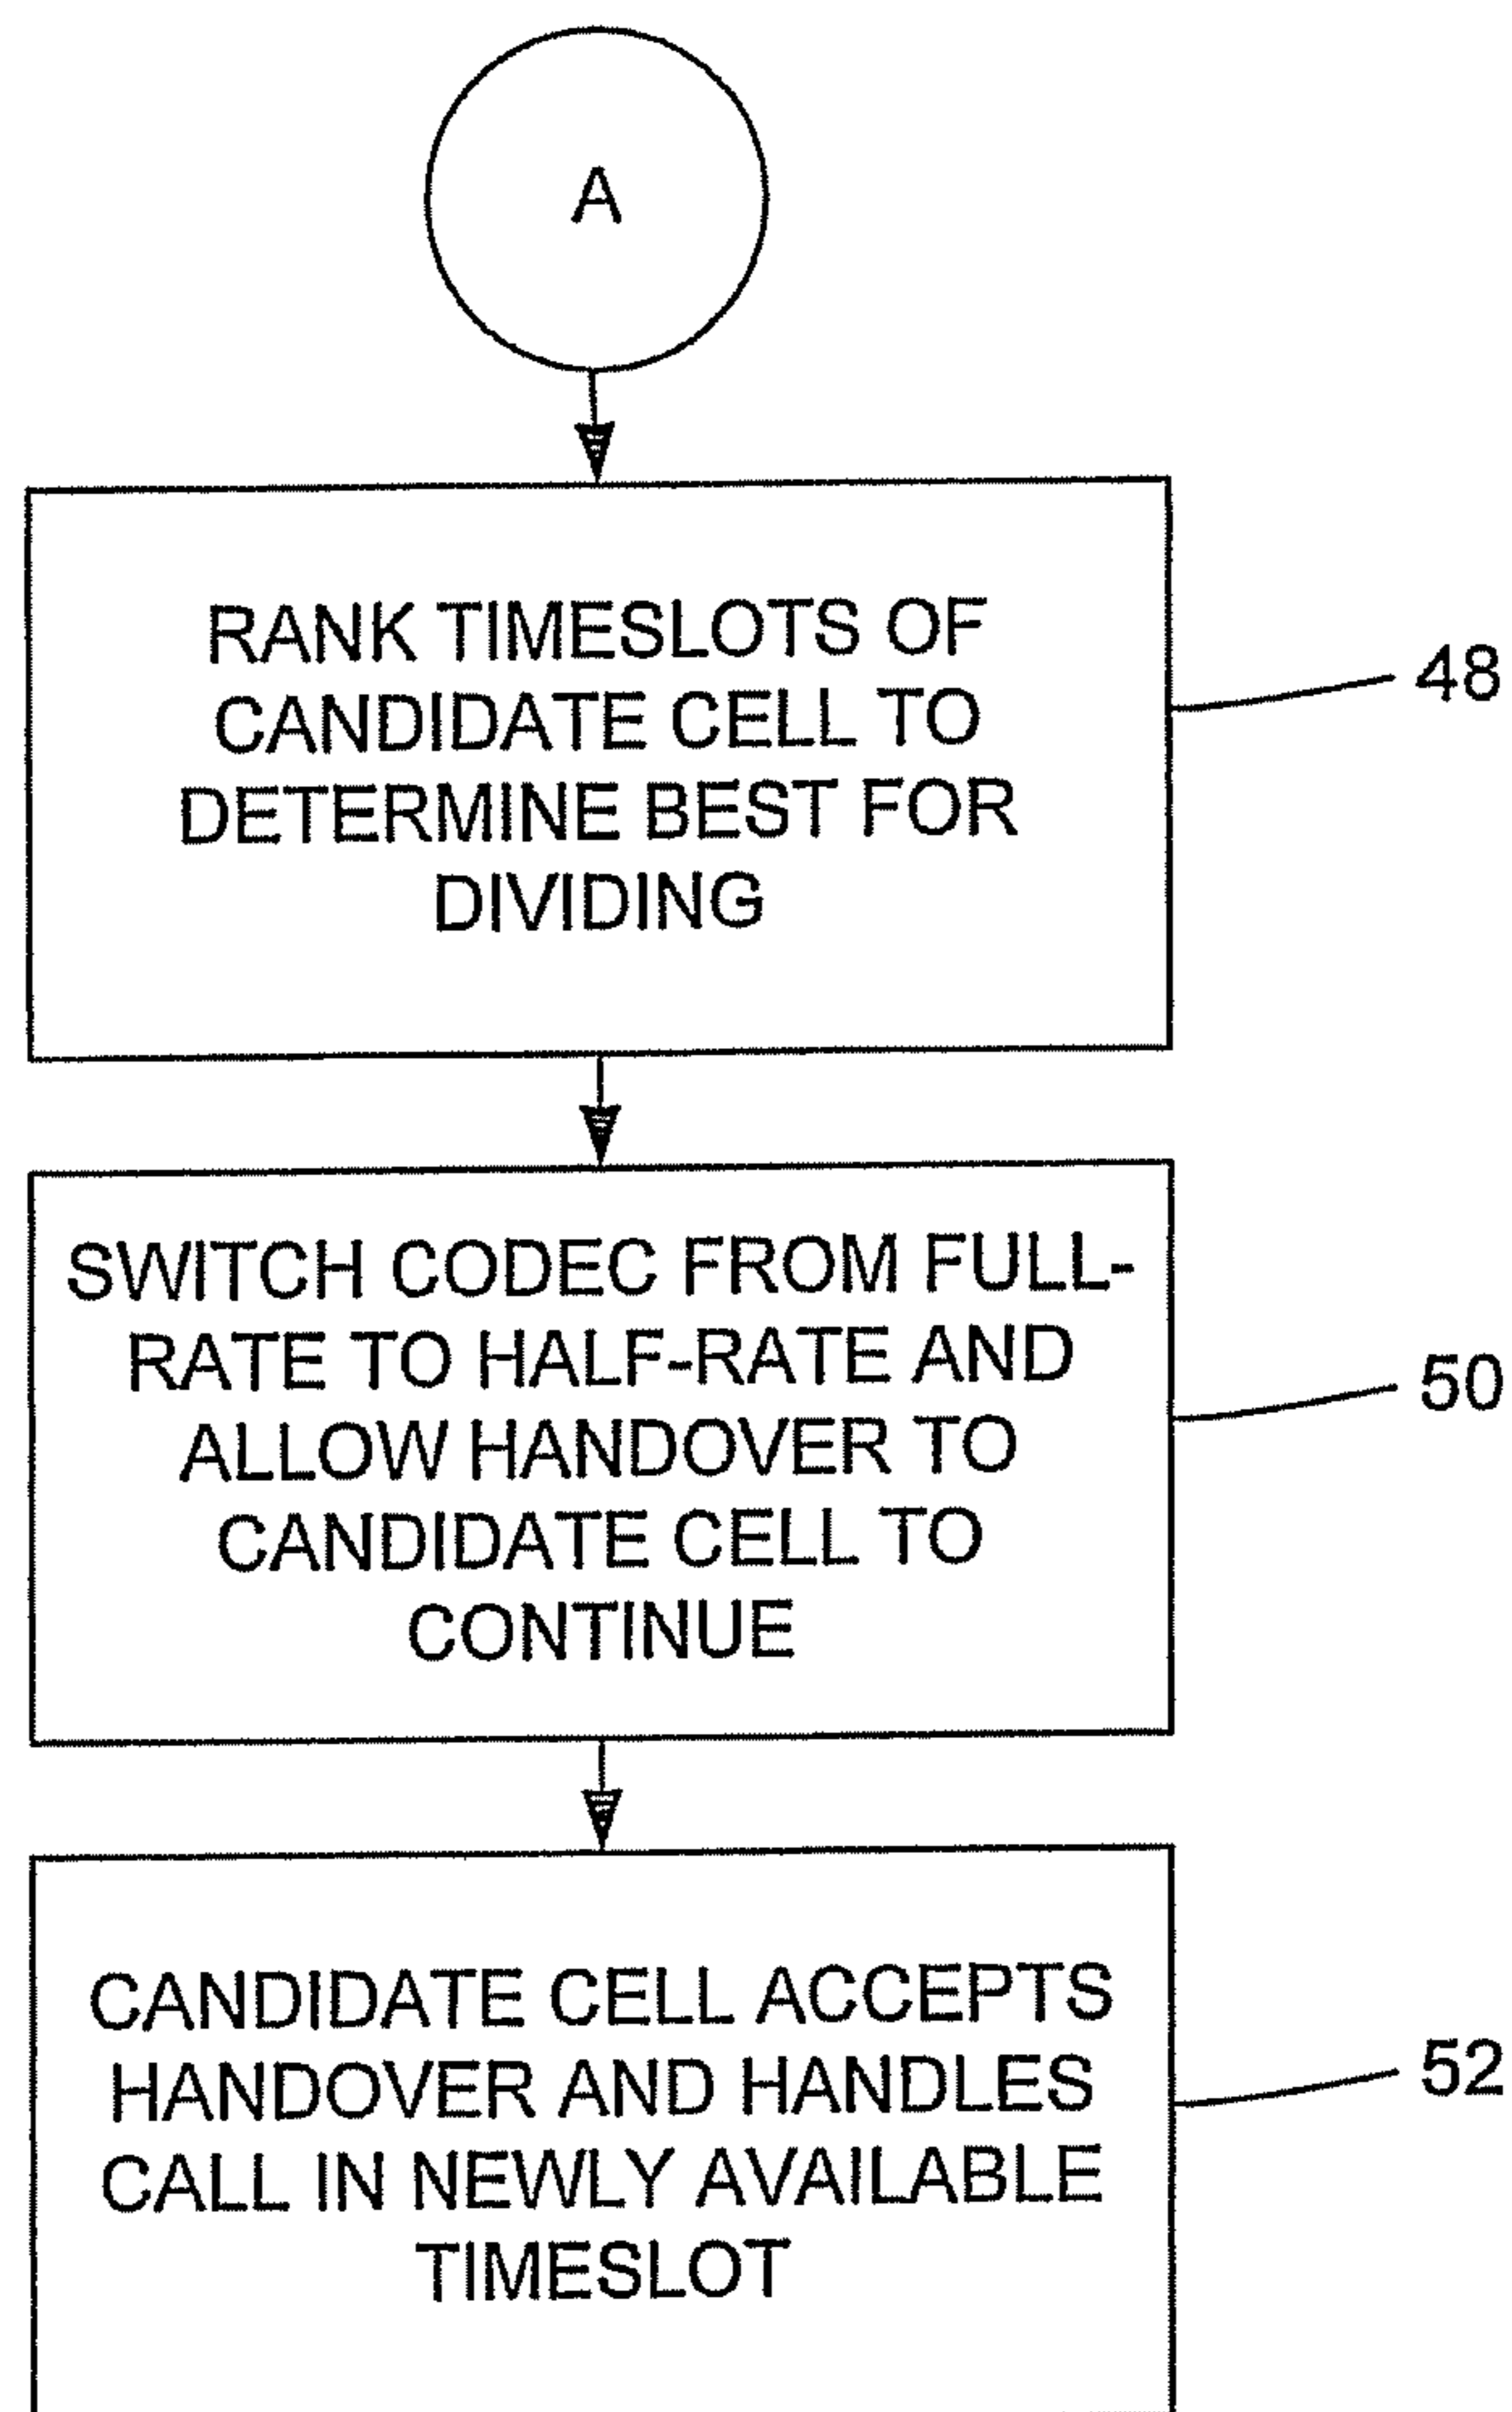 A
RANK TIMESLOTS OF
CANDIDATE CELL TO
DETERMINE BEST FOR
DIVIDING
48
SWITCH CODEC FROM FULL-
RATE TO HALF-RATE AND
ALLOW HANDOVER TO
CANDIDATE CELL TO
CONTINUE
50
CANDIDATE CELL ACCEPTS
HANDOVER AND HANDLES
CALL IN NEWLY AVAILABLE
TIMESLOT
52